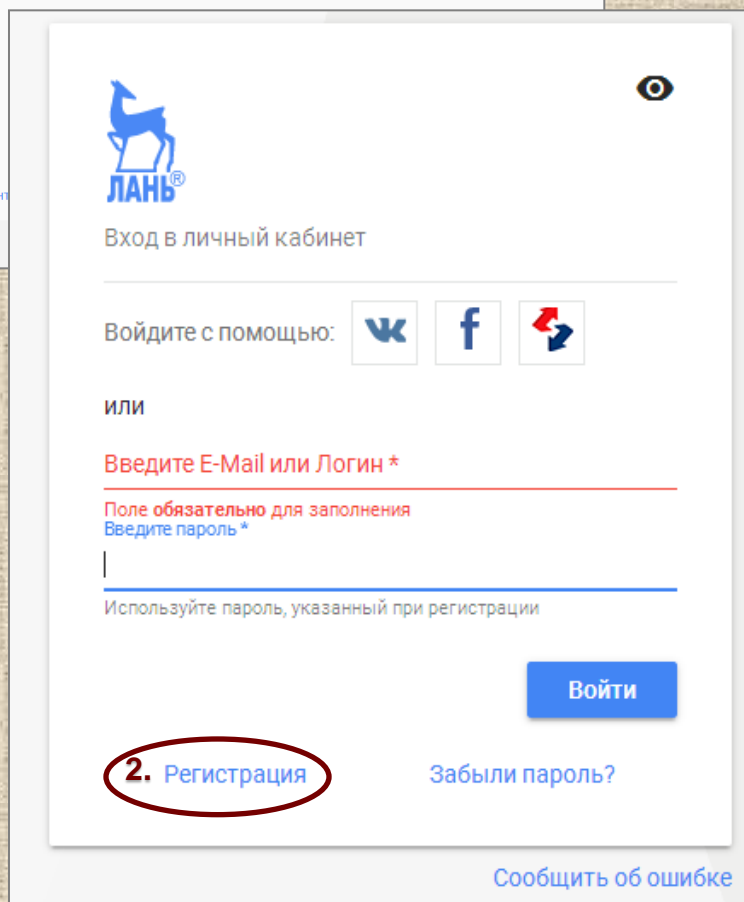 ЛАНЬ®
Вход в личный кабинет
Войдите с помощью:
или
Введите E-Mail или Логин *
Поле обязательно для заполнения
Введите пароль *
Используйте пароль, указанный при регистрации
Войти
2. Регистрация
Забыли пароль?
Сообщить об ошибке